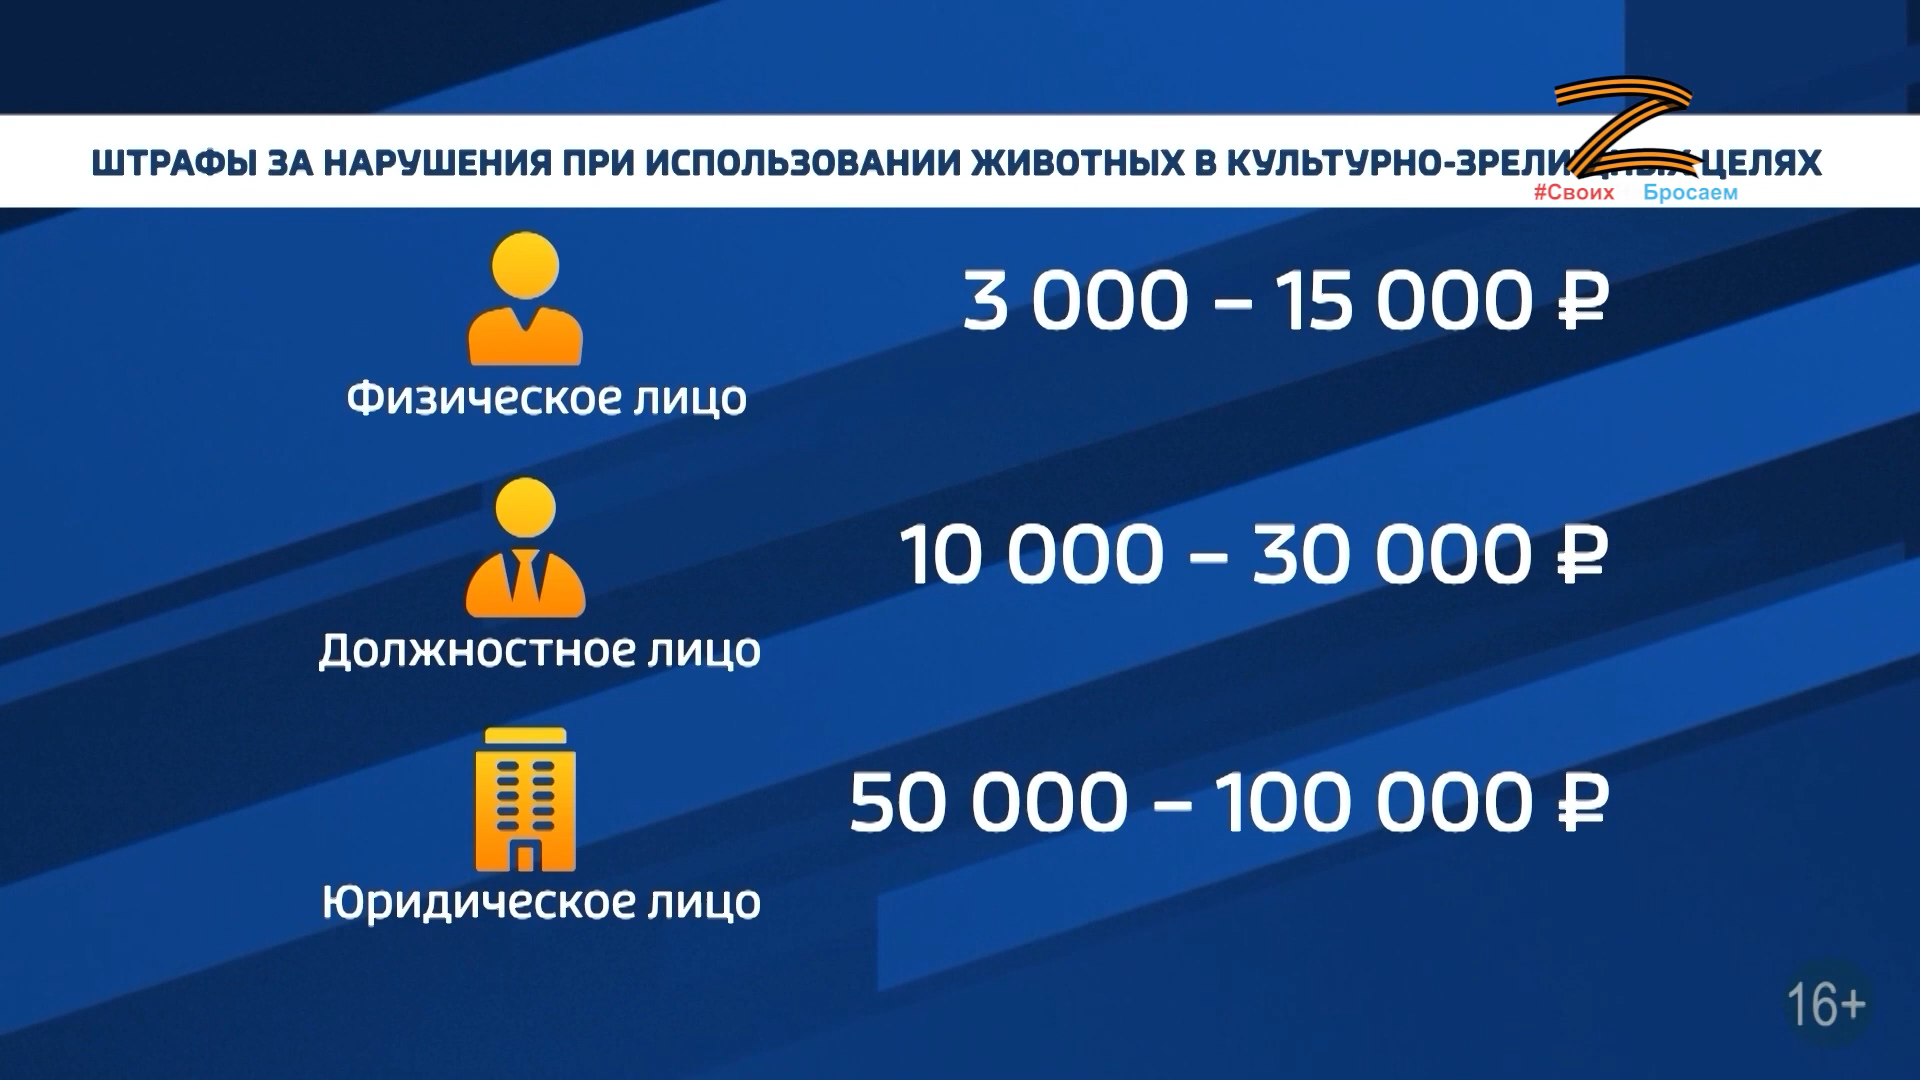 ШТРАФЫ ЗА НАРУШЕНИЯ ПРИ ИСПОЛЬЗОВАНИИ ЖИВОТНЫХ В КУЛЬТУРНО-ЗРЕЛИЩНЫХ ЦЕЛЯХ
#Своих Бросаем
3 000 – 15 000 ₽
Физическое лицо
10 000 – 30 000 ₽
Должностное лицо
50 000 – 100 000 ₽
Юридическое лицо
16+